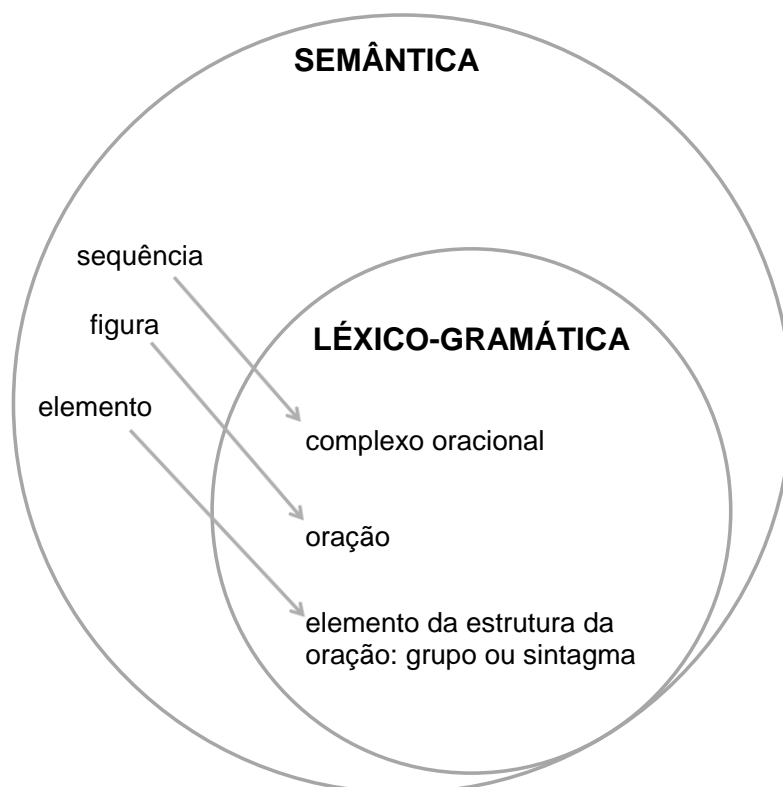 SEMÂNTICA
sequência
figura
LÉXICO-GRAMÁTICA
elemento
complexo oracional
oração
elemento da estrutura da
oração: grupo ou sintagma